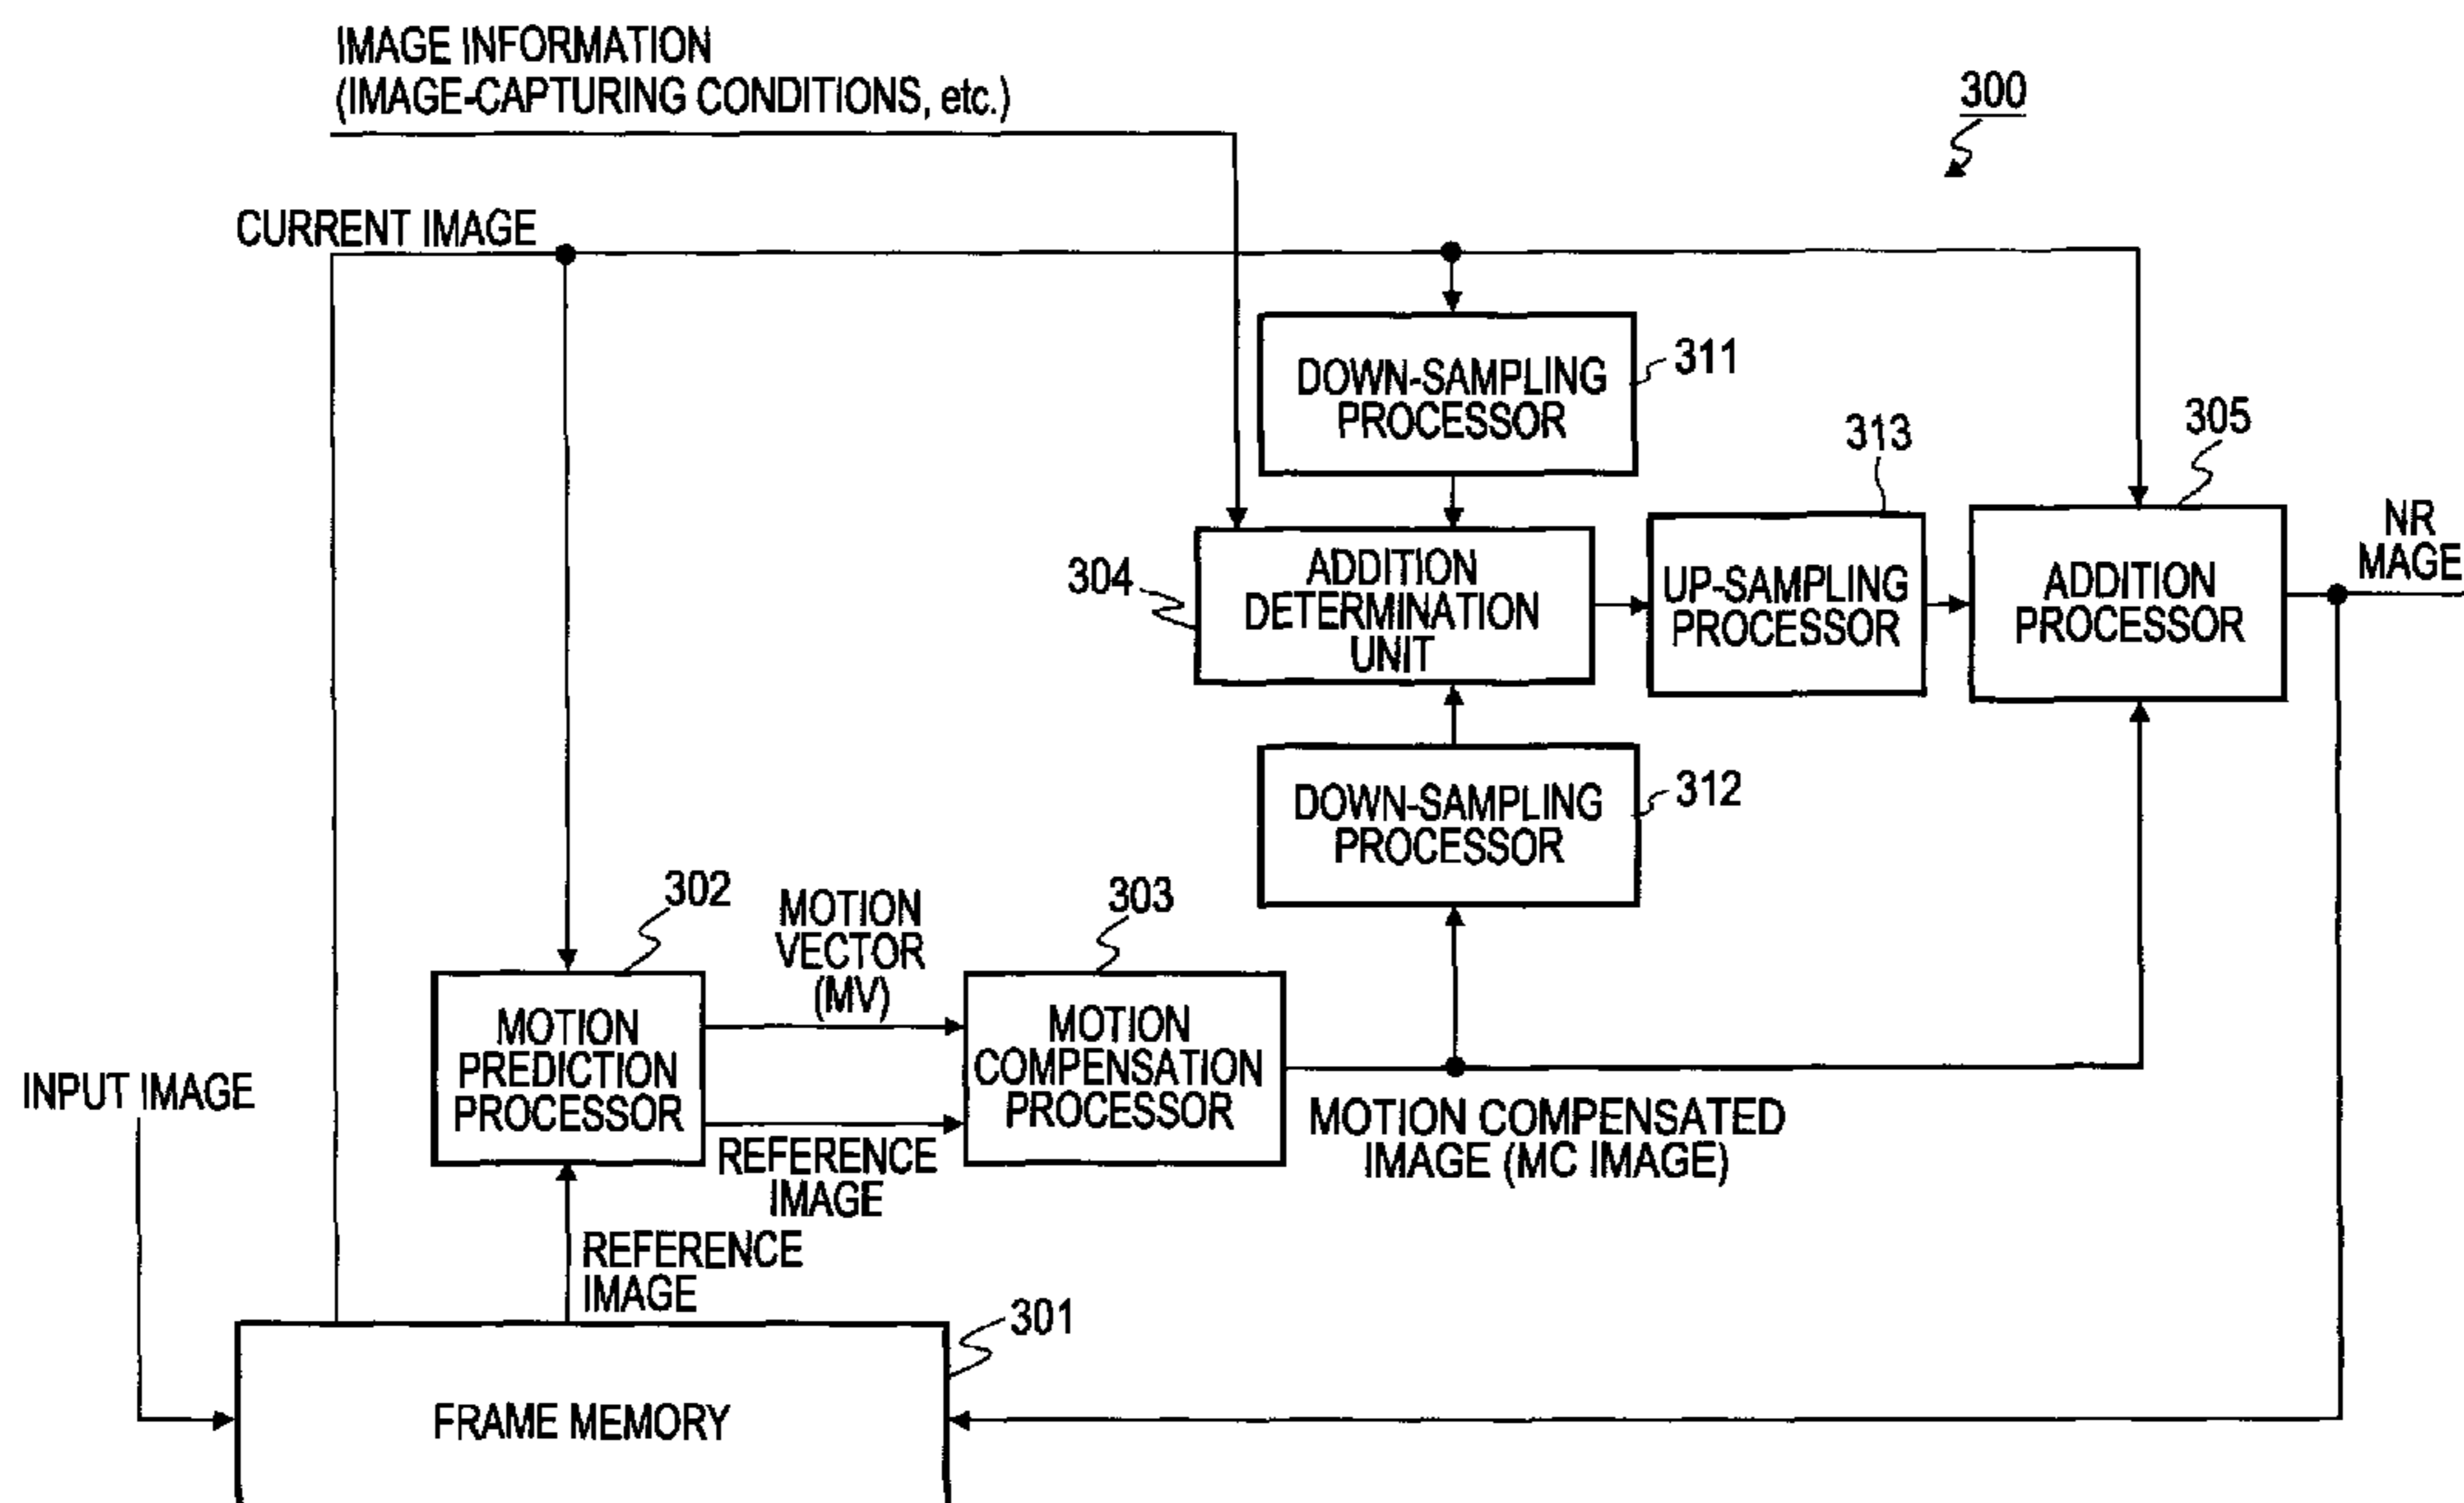 IMAGE INFORMATION
(IMAGE-CAPTURING CONDITIONS, etc.)
300
CURRENT IMAGE
DOWN-SAMPLING
PROCESSOR
311
313
305
NR
MAGE
304
ADDITION
DETERMINATION
UNIT
UP-SAMPLING
PROCESSOR
ADDITION
PROCESSOR
DOWN-SAMPLING
PROCESSOR
312
302
MOTION
VECTOR
(MV)
303
MOTION
PREDICTION
PROCESSOR
MOTION
COMPENSATION
PROCESSOR
INPUT IMAGE
REFERENCE
IMAGE
MOTION COMPENSATED
IMAGE (MC IMAGE)
REFERENCE
IMAGE
301
FRAME MEMORY